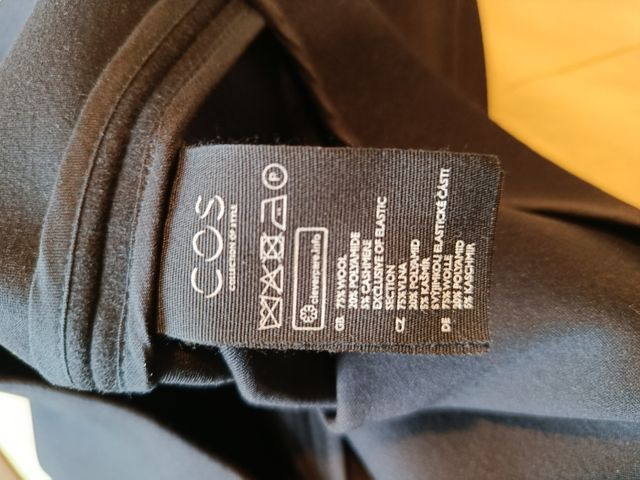 COS
COLLECTION OF STYLE
P
clevercare.info
GB 75% WOOL
20% POLYAMIDE
5% CASHMERE
EXCLUSIVE OF ELASTIC
SECTION
CZ 75% VLNA
20% POLYAMID
5% KAŠMÍR
S VÝJIMKOU ELASTICKÉ ČÁSTI
DE 75% WOLLE
20% POLYAMID
5% KASCHMIR